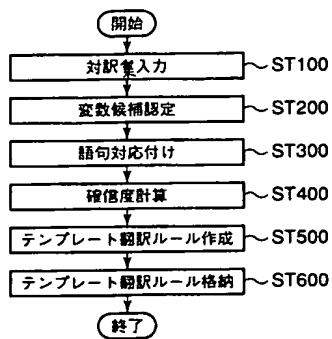 開始
対訳文入力 ST100
変数候補認定 ST200
語句対応付け ST300
確信度計算 ST400
テンプレート翻訳ルール作成 ST500
テンプレート翻訳ルール格納 ST600
終了